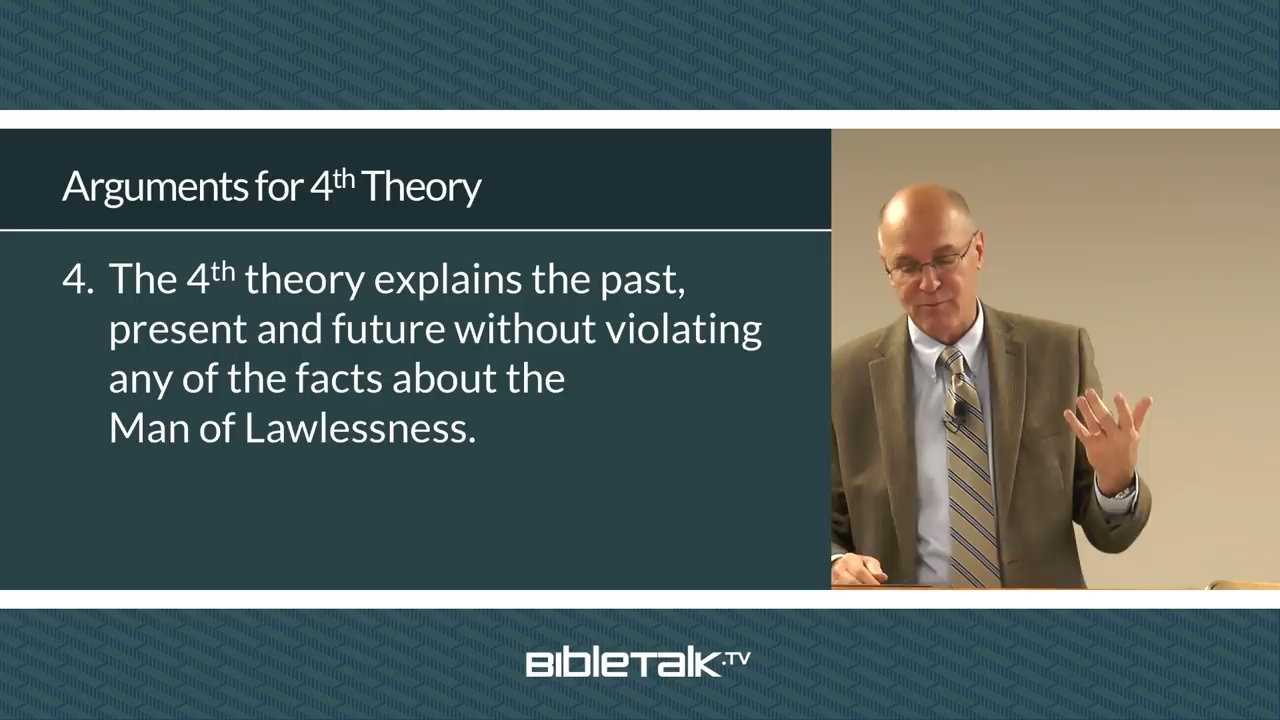 Arguments for 4th Theory
4. The 4th theory explains the past,
present and future without violating
any of the facts about the
Man of Lawlessness.
BibleTalk.TV